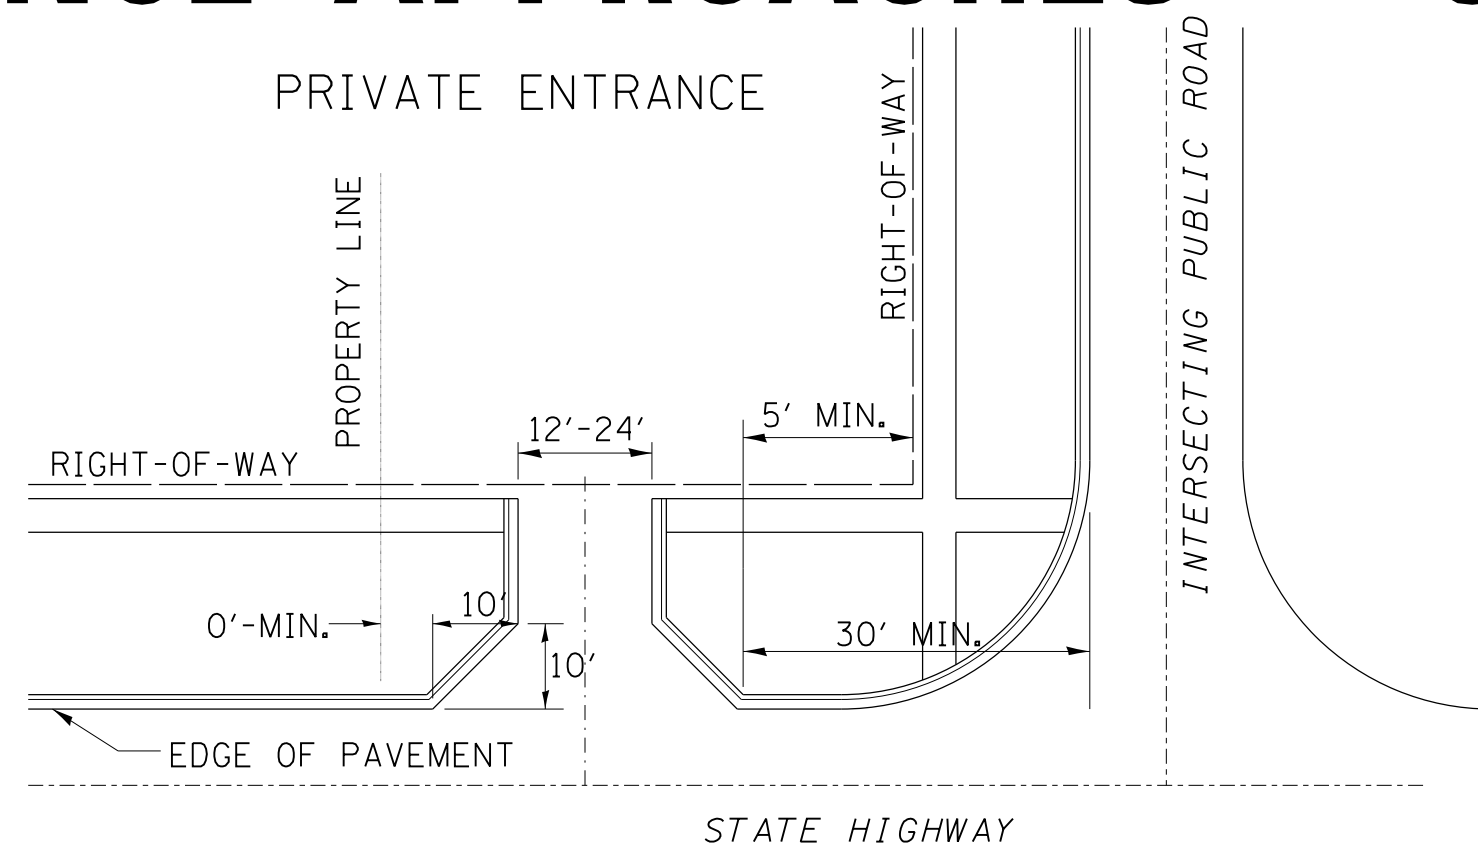 PRIVATE ENTRANCE
INTERSECTING PUBLIC ROAD
RIGHT-OF-WAY
PROPERTY LINE
5' MIN.
12'-24'
RIGHT-OF-WAY
10'
0'-MIN.
30' MIN.
10'
EDGE OF PAVEMENT
STATE HIGHWAY